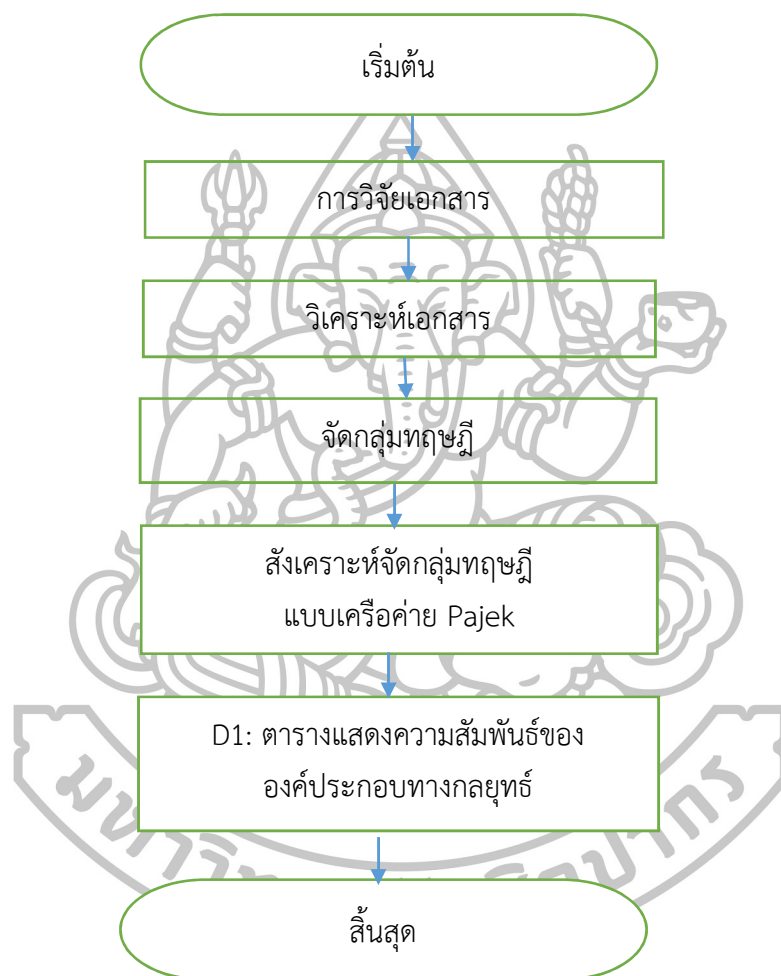 เริ่มต้น
การวิจัยเอกสาร
วิเคราะห์เอกสาร
จัดกลุ่มทฤษฎี
สังเคราะห์จัดกลุ่มทฤษฎี
แบบเครือค่าย Pajek
D1: ตารางแสดงความสัมพันธ์ของ
องค์ประกอบทางกลยุทธ์
สิ้นสุด